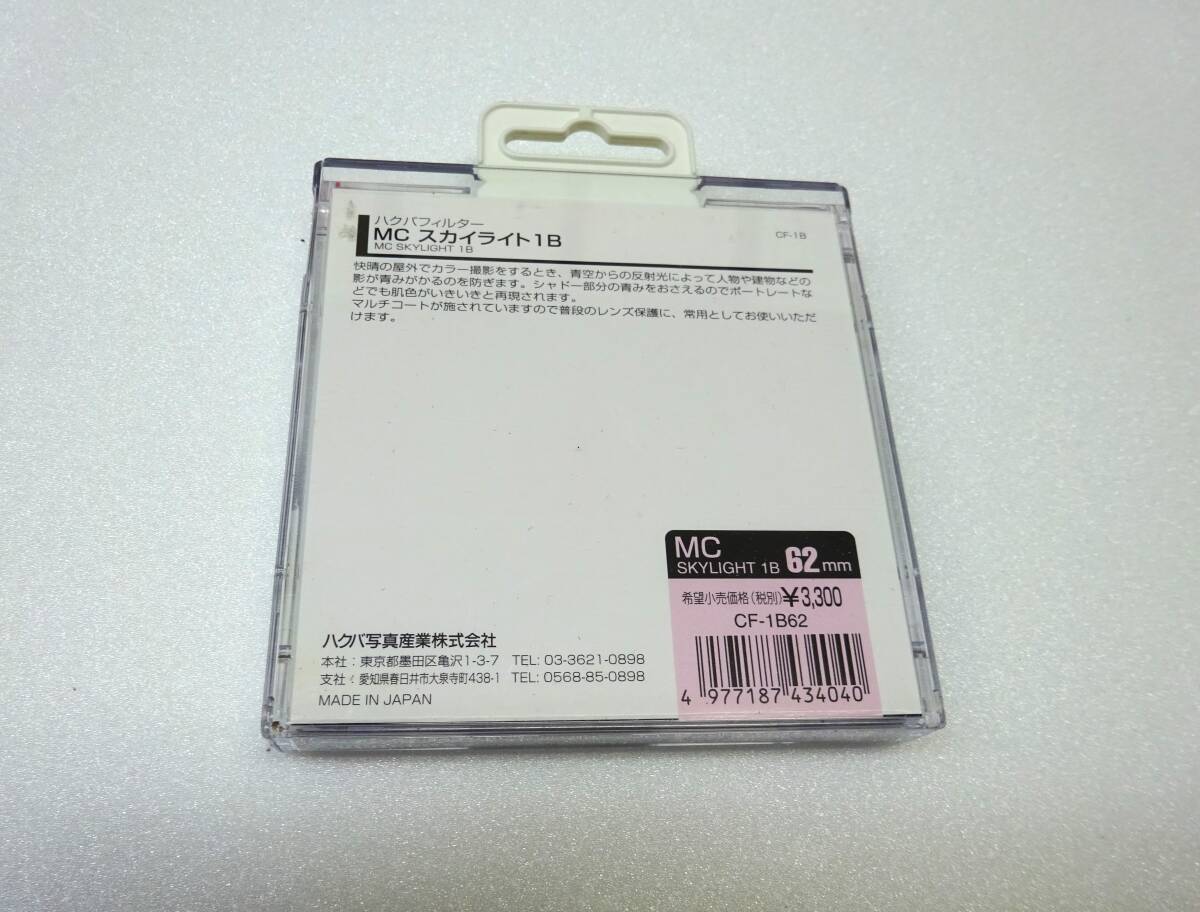 ハクバフィルター
MC スカイライト1B
MC SKYLIGHT 1B
CF-1B
快晴の屋外でカラー撮影をするとき、青空からの反射光によって人物や建物などの
影が青みがかるのを防ぎます。シャドー部分の青みをおさえるのでポートレートな
どでも肌色がいきいきと再現されます。
マルチコートが施されていますので普段のレンズ保護に、常用としてお使いいただ
けます。
MC
SKYLIGHT 1B 62mm
希望小売価格(税別)¥3,300
CF-1B62
4 977187 434040
ハクバ写真産業株式会社
本社:東京都墨田区亀沢1-3-7 TEL: 03-3621-0898
支社:愛知県春日井市大泉寺町438-1 TEL: 0568-85-0898
MADE IN JAPAN